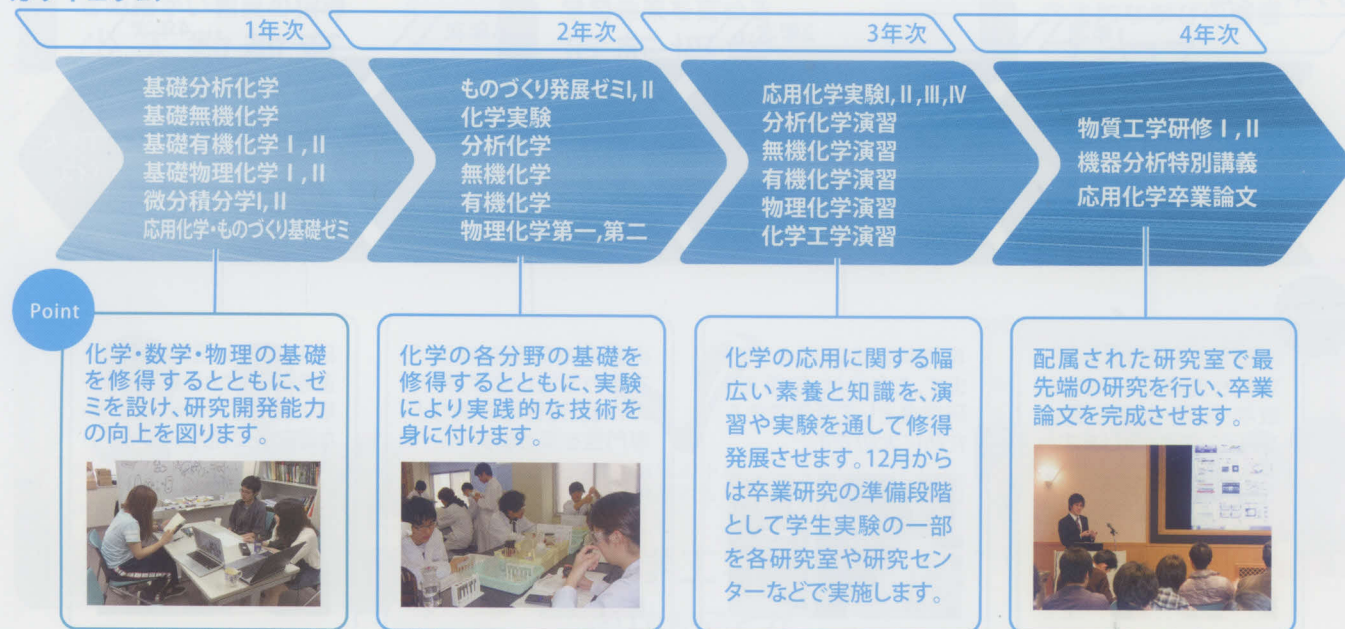 1年次
基礎分析化学
基礎無機化学
基礎有機化学Ⅰ,Ⅱ
基礎物理化学Ⅰ,Ⅱ
微分積分学I,II
応用化学・ものづくり基礎ゼミ
2年次
ものづくり発展ゼミI,II
化学実験
分析化学
無機化学
有機化学
物理化学第一,第二
3年次
応用化学実験I,II,III,IV
分析化学演習
無機化学演習
有機化学演習
物理化学演習
化学工学演習
4年次
物質工学研修Ⅰ,Ⅱ
機器分析特別講義
応用化学卒業論文
Point
化学・数学・物理の基礎
を修得するとともに、ゼ
ミを設け、研究開発能力
の向上を図ります。
化学の各分野の基礎を
修得するとともに、実験
により実践的な技術を
身に付けます。
化学の応用に関する幅
広い素養と知識を、演
習や実験を通して修得
発展させます。12月から
は卒業研究の準備段階
として学生実験の一部
を各研究室や研究セン
ターなどで実施します。
配属された研究室で最
先端の研究を行い、卒業
論文を完成させます。